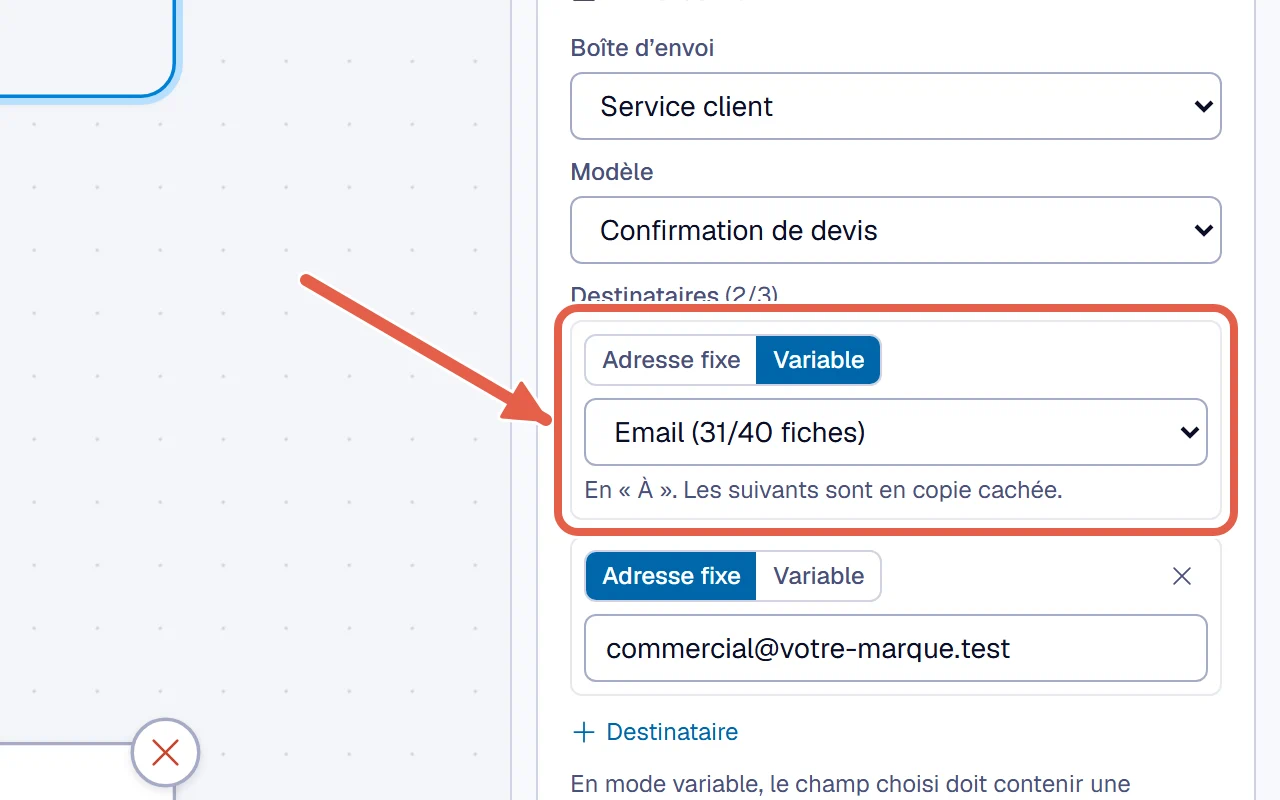 Boîte d’envoi
Service client
Modèle
Confirmation de devis
Destinataires (2/3)
Adresse fixe Variable
Email (31/40 fiches)
En « À ». Les suivants sont en copie cachée.
Adresse fixe Variable
commercial@votre-marque.test
Destinataire
En mode variable, le champ choisi doit contenir une